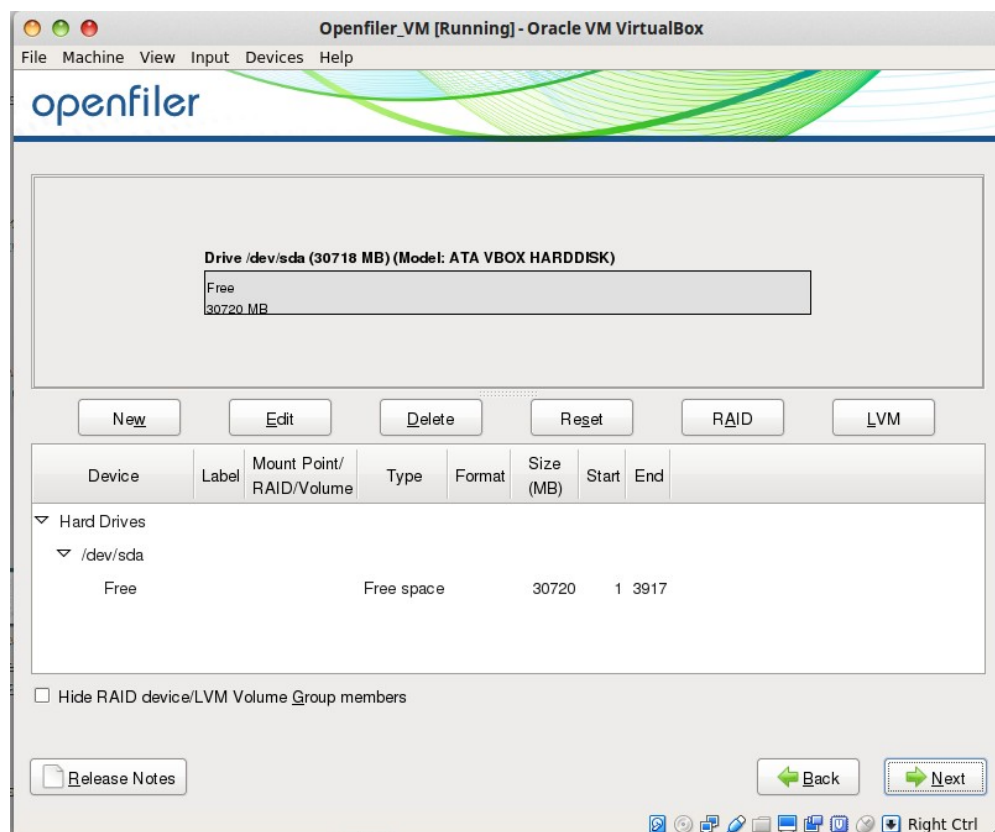 Openfiler_VM [Running] - Oracle VM VirtualBox
File Machine View Input Devices Help
openfiler
Drive /dev/sda (30718 MB) (Model: ATA VBOX HARDDISK)
Free
30720 MB
New Edit Delete Reset RAID LVM
Device Label Mount Point/ RAID/Volume Type Format Size (MB) Start End
Hard Drives
/dev/sda
Free Free space 30720 1 3917
Hide RAID device/LVM Volume Group members
Release Notes Back Next
Right Ctrl